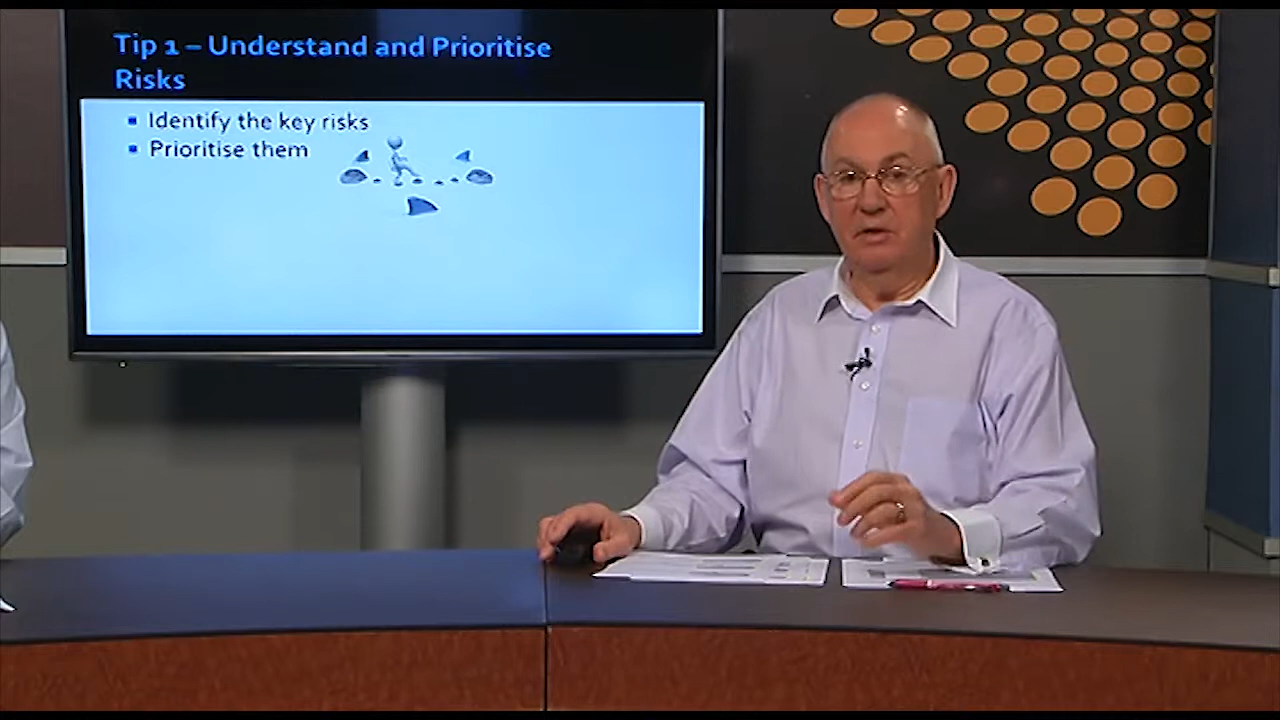 Tip 1 – Understand and Prioritise
Risks
▪ Identify the key risks
▪ Prioritise them